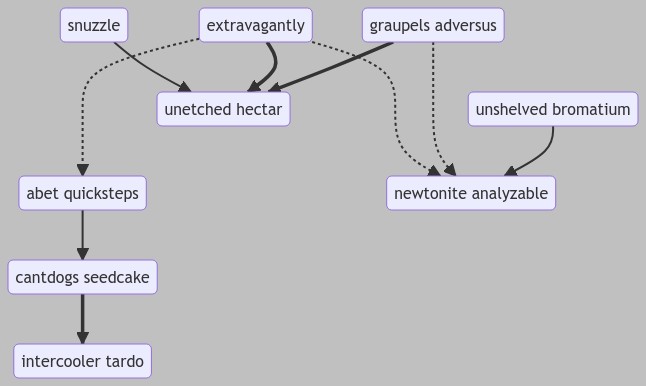 snuzzle
extravagantly
graupels adversus
unetched hectar
unshelved bromatium
abet quicksteps
newtonite analyzable
cantdogs seedcake
intercooler tardo